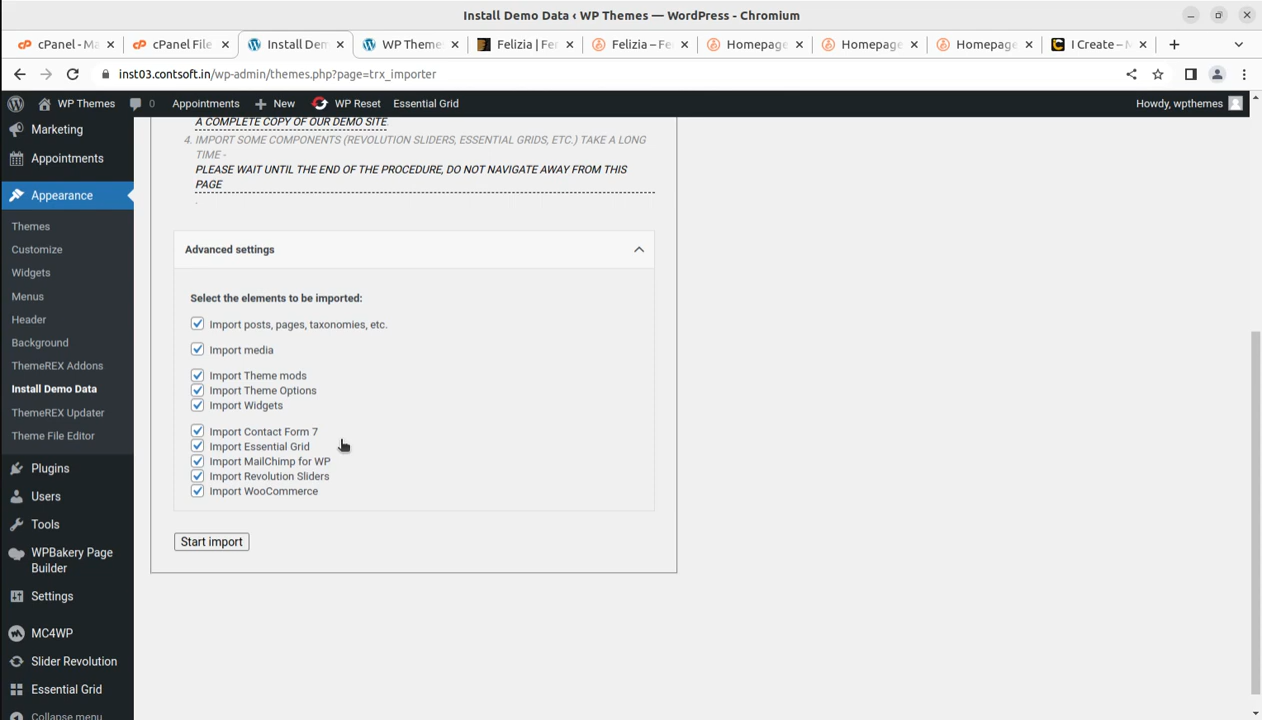 Install Demo Data ‹ WP Themes — WordPress - Chromium
cPanel - Ma
cPanel File
Install Dem
WP Theme
Felizia | Fer
Felizia – Fe
Homepage
Homepage
Homepage
I Create –
inst03.contsoft.in/wp-admin/themes.php?page=trx_importer
WP Themes
0
Appointments
New
WP Reset
Essential Grid
Howdy, wpthemes
Marketing
Appointments
Appearance
Themes
Customize
Widgets
Menus
Header
Background
ThemeREX Addons
Install Demo Data
ThemeREX Updater
Theme File Editor
Plugins
Users
Tools
WPBakery Page
Builder
Settings
MC4WP
Slider Revolution
Essential Grid
Collapse menu
A COMPLETE COPY OF OUR DEMO SITE
4. IMPORT SOME COMPONENTS (REVOLUTION SLIDERS, ESSENTIAL GRIDS, ETC.) TAKE A LONG
TIME -
PLEASE WAIT UNTIL THE END OF THE PROCEDURE, DO NOT NAVIGATE AWAY FROM THIS
PAGE
.
Advanced settings
Select the elements to be imported:
Import posts, pages, taxonomies, etc.
Import media
Import Theme mods
Import Theme Options
Import Widgets
Import Contact Form 7
Import Essential Grid
Import MailChimp for WP
Import Revolution Sliders
Import WooCommerce
Start import